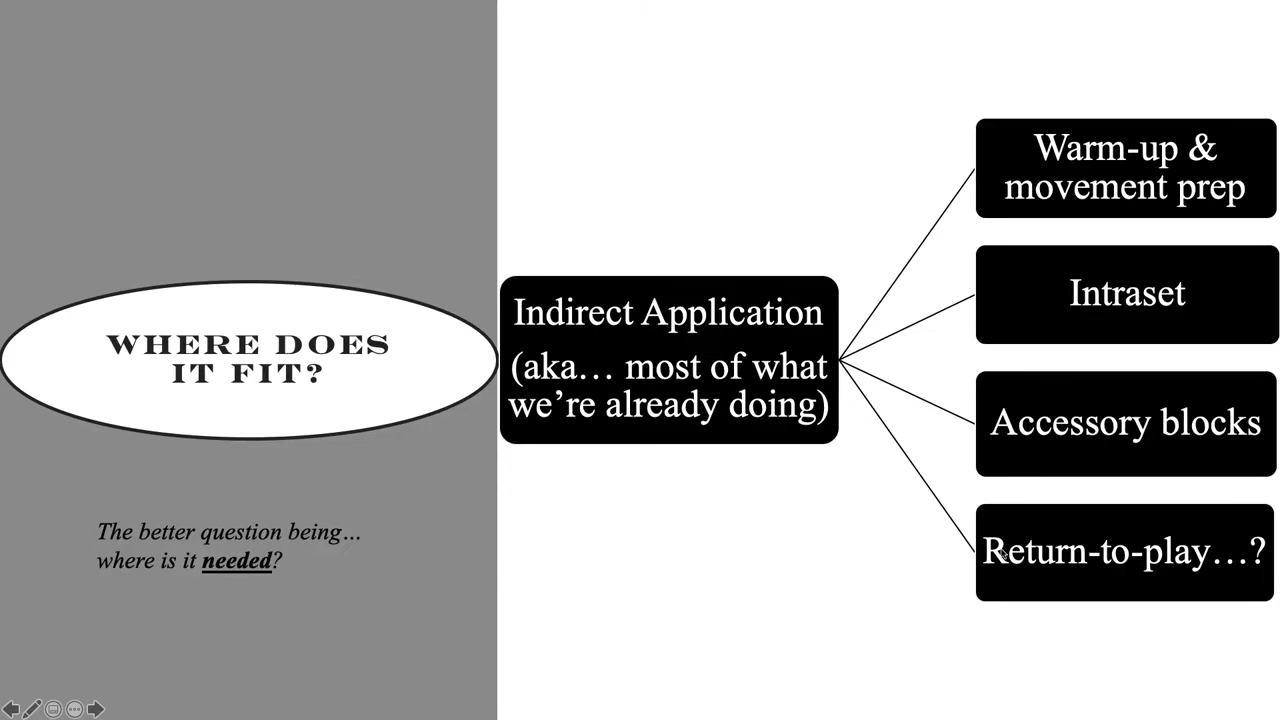 WHERE DOES
IT FIT?
The better question being…
where is it needed?
Indirect Application
(aka… most of what
we’re already doing)
Warm-up &
movement prep
Intraset
Accessory blocks
Return-to-play…?